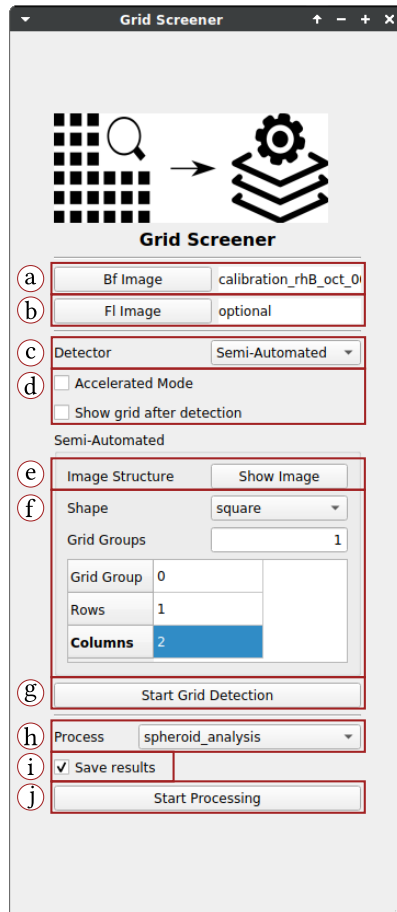 Grid Screener
Grid Screener
a Bf Image calibration_rhB_oct_0
b Fl Image optional
c Detector Semi-Automated
d Accelerated Mode
Show grid after detection
Semi-Automated
e Image Structure Show Image
f Shape square
Grid Groups 1
Grid Group 0
Rows 1
Columns 2
g Start Grid Detection
h Process spheroid_analysis
i Save results
j Start Processing